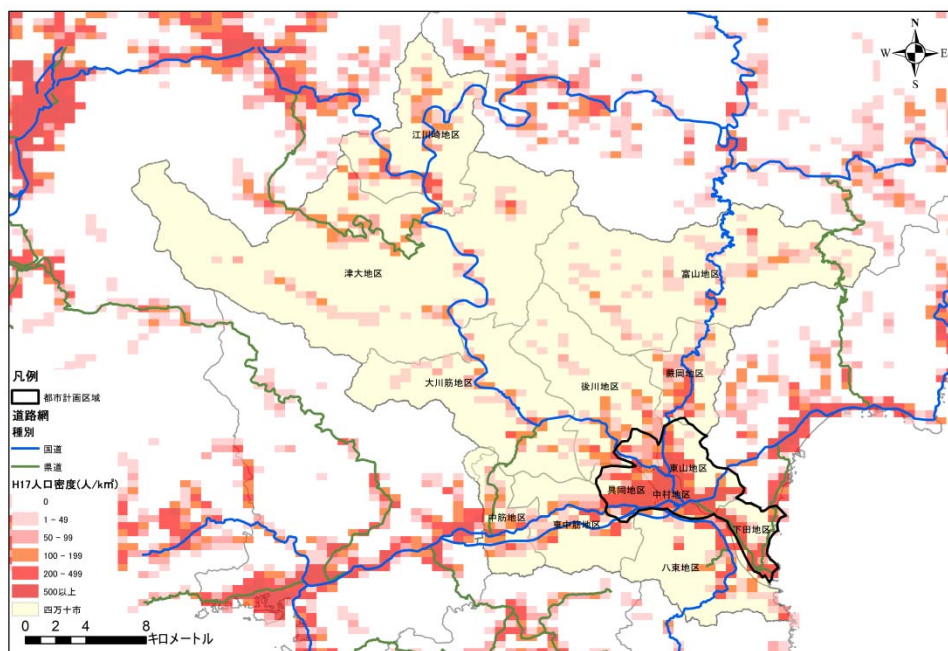 N
W E
S
江川崎地区
津大地区
富山地区
大川筋地区
後川地区
蕨岡地区
東山地区
具同地区
中村地区
中筋地区
東中筋地区
下田地区
八束地区
凡例
都市計画区域
道路網
種別
国道
県道
H17人口密度(人/k㎡)
0
1 - 49
50 - 99
100 - 199
200 - 499
500以上
四万十市
0 2 4 8
キロメートル